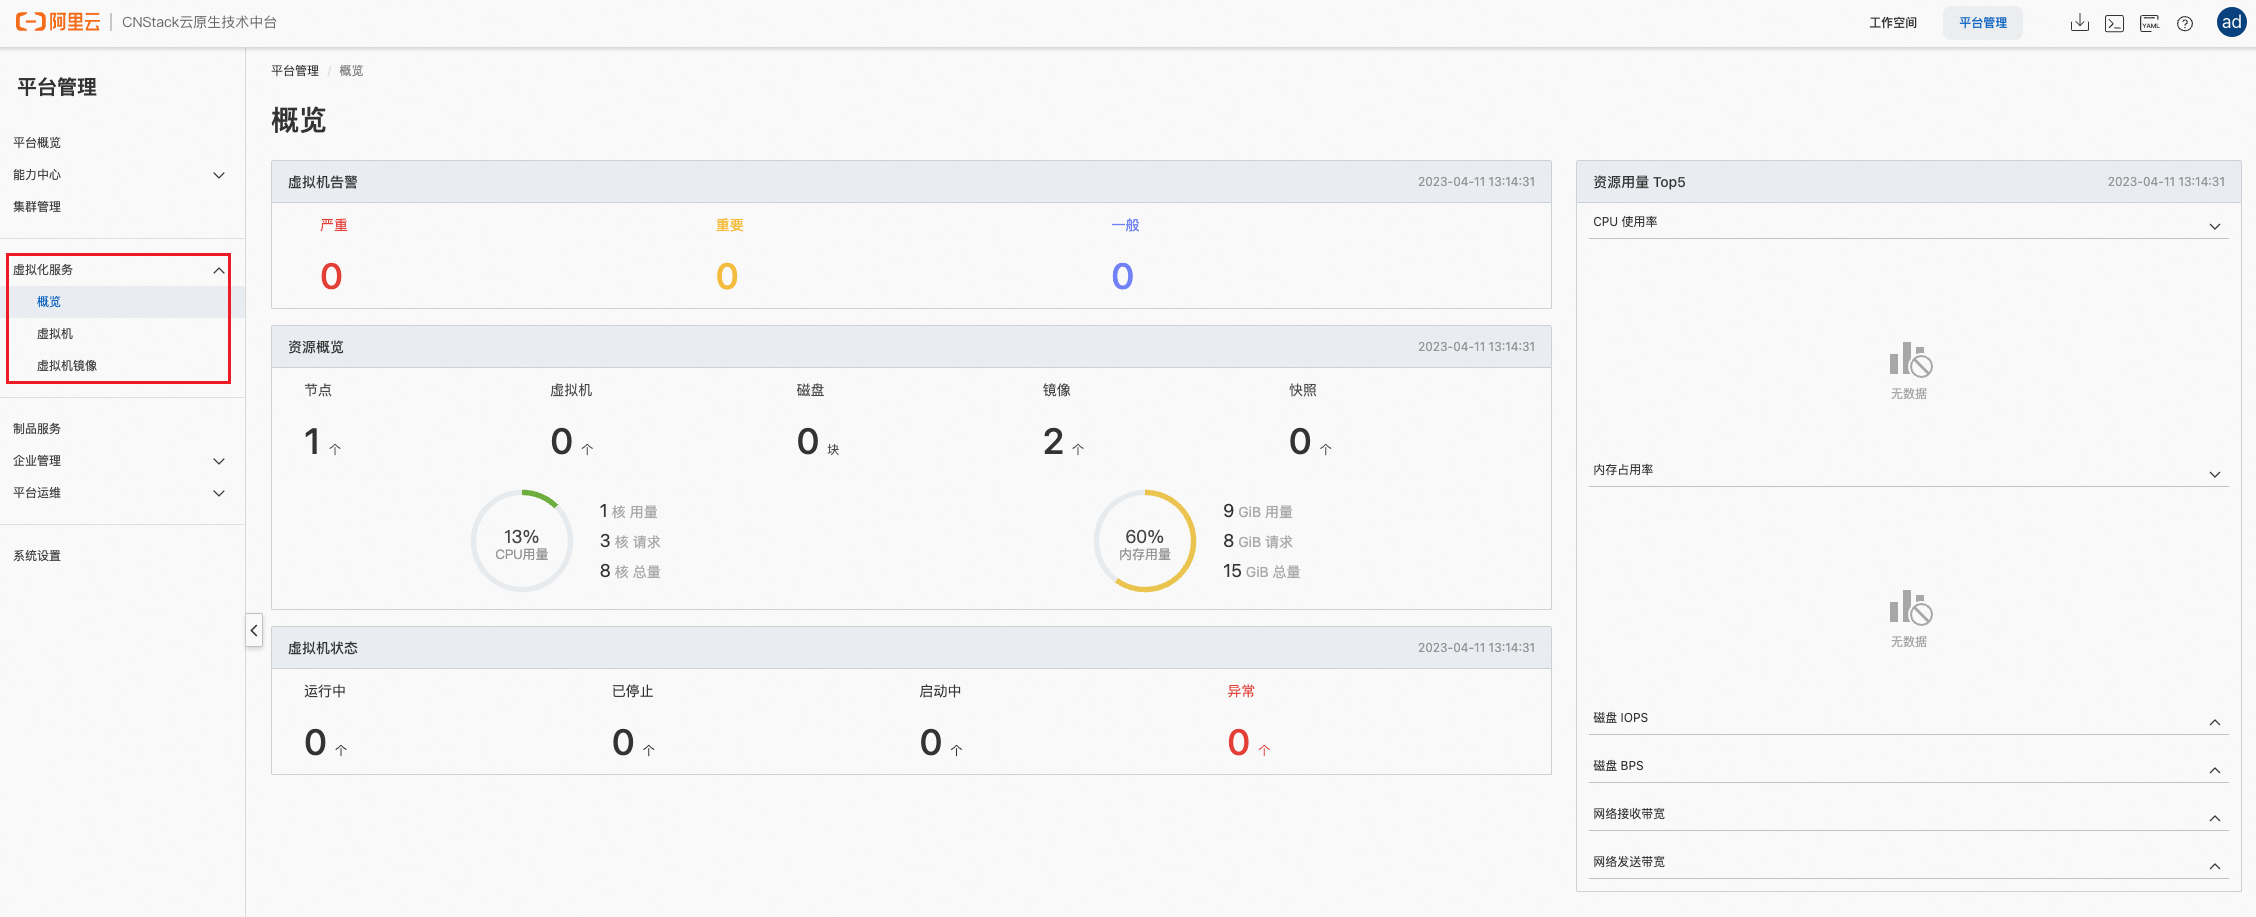 阿里云 CNStack云原生技术中台 工作空间 平台管理 YAML ad
平台管理
平台概览
能力中心
集群管理
虚拟化服务
概览
虚拟机
虚拟机镜像
制品服务
企业管理
平台运维
系统设置
平台管理 / 概览
概览
虚拟机告警 2023-04-11 13:14:31
严重 重要 一般
0 0 0
资源概览 2023-04-11 13:14:31
节点 虚拟机 磁盘 镜像 快照
1 个 0 个 0 块 2 个 0 个
13%
CPU用量
1 核 用量
3 核 请求
8 核 总量
60%
内存用量
9 GiB 用量
8 GiB 请求
15 GiB 总量
虚拟机状态 2023-04-11 13:14:31
运行中 已停止 启动中 异常
0 个 0 个 0 个 0 个
资源用量 Top5 2023-04-11 13:14:31
CPU 使用率
无数据
内存占用率
无数据
磁盘 IOPS
磁盘 BPS
网络接收带宽
网络发送带宽